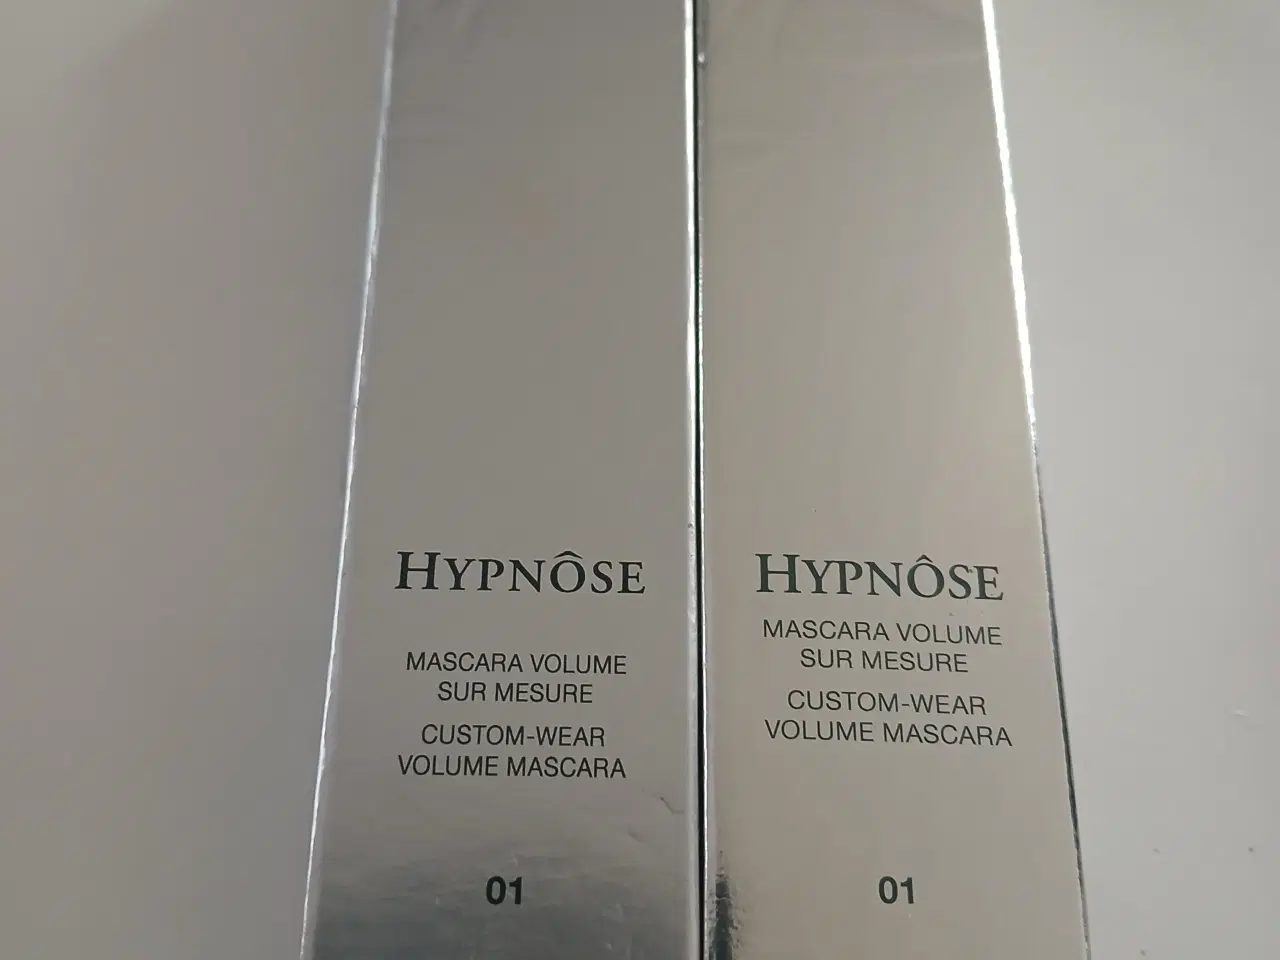 HYPNÔSE
MASCARA VOLUME
SUR MESURE
CUSTOM-WEAR
VOLUME MASCARA
01
HYPNÔSE
MASCARA VOLUME
SUR MESURE
CUSTOM-WEAR
VOLUME MASCARA
01